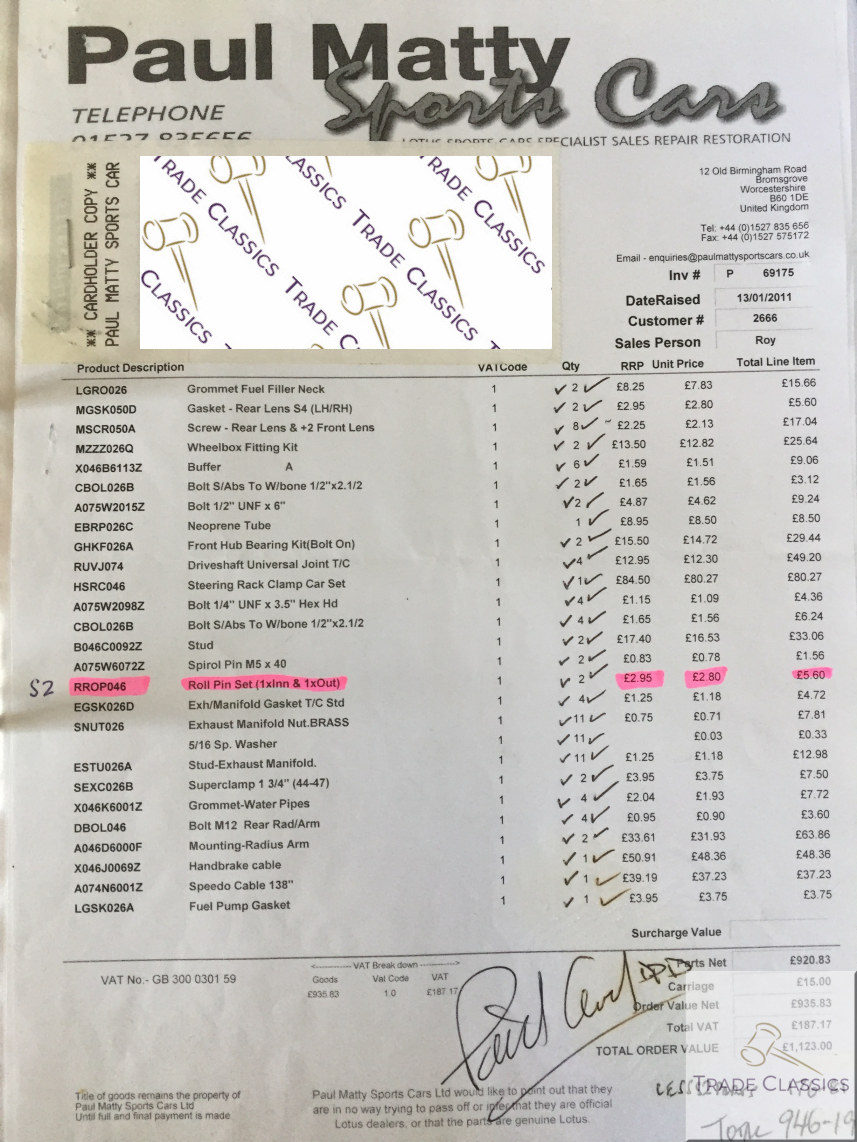 Paul Matty
Sports Cars
TELEPHONE
01527 835656
LOTUS SPORTS CARS SPECIALIST SALES REPAIR RESTORATION
** CARDHOLDER COPY **
PAUL MATTY SPORTS CAR
TRADE CLASSICS
TRADE CLASSICS
TRADE CLASSICS
12 Old Birmingham Road
Bromsgrove
Worcestershire
B60 1DE
United Kingdom
Tel: +44 (0)1527 835 656
Fax: +44 (0)1527 575172
Email - enquiries@paulmattysportscars.co.uk
Inv # P 69175
DateRaised 13/01/2011
Customer # 2666
Sales Person Roy
Product Description VATCode Qty RRP Unit Price Total Line Item
LGRO026 Grommet Fuel Filler Neck 1 2 £8.25 £7.83 £15.66
MGSK050D Gasket - Rear Lens S4 (LH/RH) 1 2 £2.95 £2.80 £5.60
MSCR050A Screw - Rear Lens & +2 Front Lens 1 8 £2.25 £2.13 £17.04
MZZZ026Q Wheelbox Fitting Kit 1 2 £13.50 £12.82 £25.64
X046B6113Z Buffer A 1 6 £1.59 £1.51 £9.06
CBOL026B Bolt S/Abs To W/bone 1/2"x2.1/2 1 2 £1.65 £1.56 £3.12
A075W2015Z Bolt 1/2" UNF x 6" 1 2 £4.87 £4.62 £9.24
EBRP026C Neoprene Tube 1 1 £8.95 £8.50 £8.50
GHKF026A Front Hub Bearing Kit(Bolt On) 1 2 £15.50 £14.72 £29.44
RUVJ074 Driveshaft Universal Joint T/C 1 4 £12.95 £12.30 £49.20
HSRC046 Steering Rack Clamp Car Set 1 1 £84.50 £80.27 £80.27
A075W2098Z Bolt 1/4" UNF x 3.5" Hex Hd 1 4 £1.15 £1.09 £4.36
CBOL026B Bolt S/Abs To W/bone 1/2"x2.1/2 1 4 £1.65 £1.56 £6.24
B046C0092Z Stud 1 2 £17.40 £16.53 £33.06
A075W6072Z Spirol Pin M5 x 40 1 2 £0.83 £0.78 £1.56
S2 RROP046 Roll Pin Set (1xInn & 1xOut) 1 2 £2.95 £2.80 £5.60
EGSK026D Exh/Manifold Gasket T/C Std 1 4 £1.25 £1.18 £4.72
SNUT026 Exhaust Manifold Nut.BRASS 1 11 £0.75 £0.71 £7.81
5/16 Sp. Washer 1 11 £0.03 £0.33
ESTU026A Stud-Exhaust Manifold. 1 11 £1.25 £1.18 £12.98
SEXC026B Superclamp 1 3/4" (44-47) 1 2 £3.95 £3.75 £7.50
X046K6001Z Grommet-Water Pipes 1 4 £2.04 £1.93 £7.72
DBOL046 Bolt M12 Rear Rad/Arm 1 4 £0.95 £0.90 £3.60
A046D6000F Mounting-Radius Arm 1 2 £33.61 £31.93 £63.86
X046J0069Z Handbrake cable 1 1 £50.91 £48.36 £48.36
A074N6001Z Speedo Cable 138" 1 1 £39.19 £37.23 £37.23
LGSK026A Fuel Pump Gasket 1 1 £3.95 £3.75 £3.75
Surcharge Value
VAT No:- GB 300 0301 59
<---------- VAT Break down ---------->
Goods Val Code VAT
£935.83 1.0 £187.17
Parts Net £920.83
Carriage £15.00
Order Value Net £935.83
Total VAT £187.17
TOTAL ORDER VALUE £1,123.00
Title of goods remains the property of
Paul Matty Sports Cars Ltd
Until full and final payment is made.
Paul Matty Sports Cars Ltd would like to point out that they
are in no way trying to pass off or infer that they are official
Lotus dealers, or that the parts are genuine Lotus.
LESS
TRADE CLASSICS
946-19